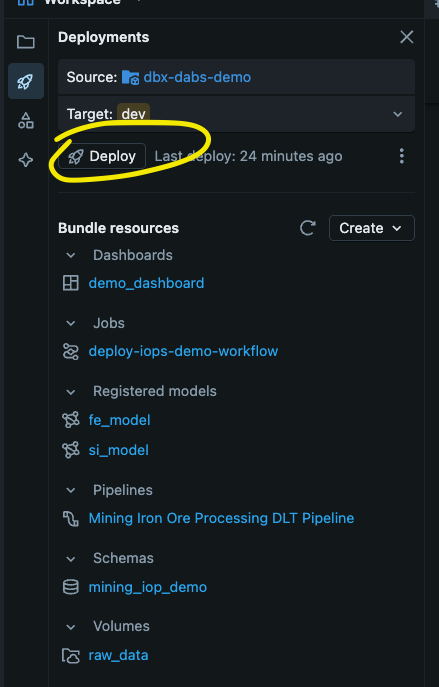 Workspace
Deployments
Source: dbx-dabs-demo
Target: dev
Deploy Last deploy: 24 minutes ago
Bundle resources Create
Dashboards
demo_dashboard
Jobs
deploy-iops-demo-workflow
Registered models
fe_model
si_model
Pipelines
Mining Iron Ore Processing DLT Pipeline
Schemas
mining_iop_demo
Volumes
raw_data